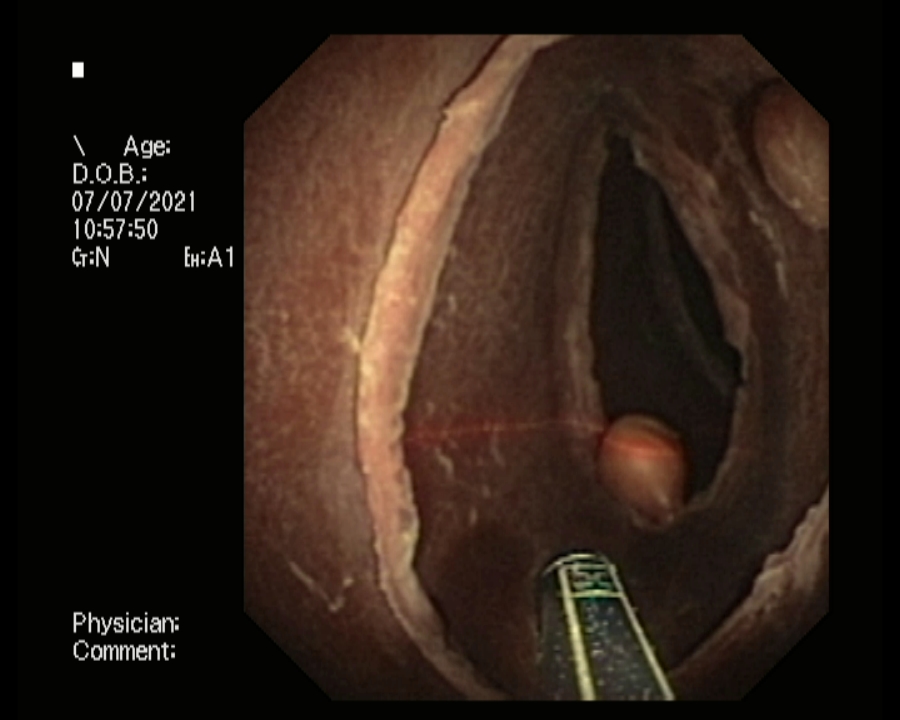 \ Age:
D.O.B.:
07/07/2021
10:57:50
Cr:N Eh:A1
Physician:
Comment: